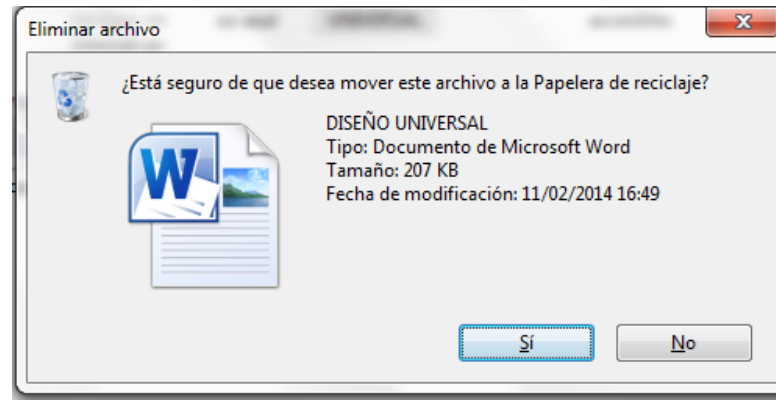 Eliminar archivo
¿Está seguro de que desea mover este archivo a la Papelera de reciclaje?
DISEÑO UNIVERSAL
Tipo: Documento de Microsoft Word
Tamaño: 207 KB
Fecha de modificación: 11/02/2014 16:49
Sí
No